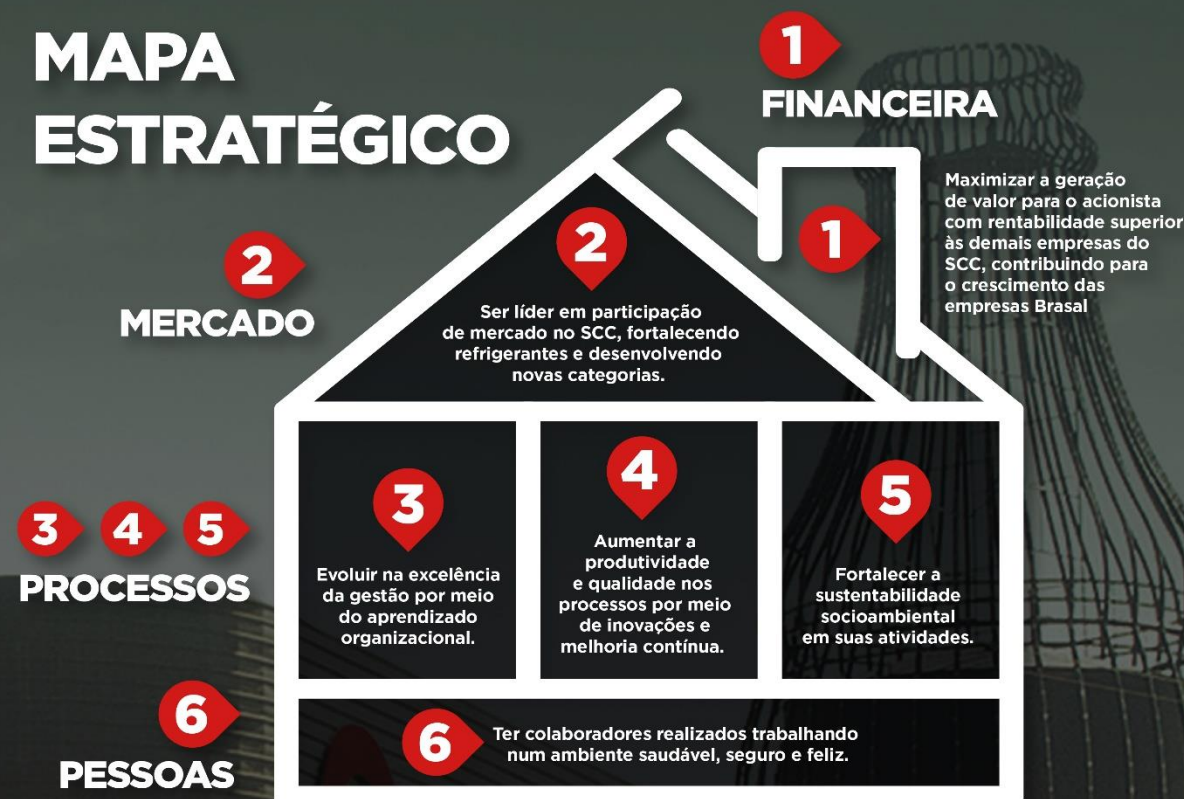 MAPA
ESTRATÉGICO
1
FINANCEIRA
1
Maximizar a geração
de valor para o acionista
com rentabilidade superior
às demais empresas do
SCC, contribuindo para
o crescimento das
empresas Brasal
2
MERCADO
2
Ser líder em participação
de mercado no SCC, fortalecendo
refrigerantes e desenvolvendo
novas categorias.
3 4 5
PROCESSOS
3
Evoluir na excelência
da gestão por meio
do aprendizado
organizacional.
4
Aumentar a
produtividade
e qualidade nos
processos por meio
de inovações e
melhoria contínua.
5
Fortalecer a
sustentabilidade
socioambiental
em suas atividades.
6
PESSOAS
6
Ter colaboradores realizados trabalhando
num ambiente saudável, seguro e feliz.